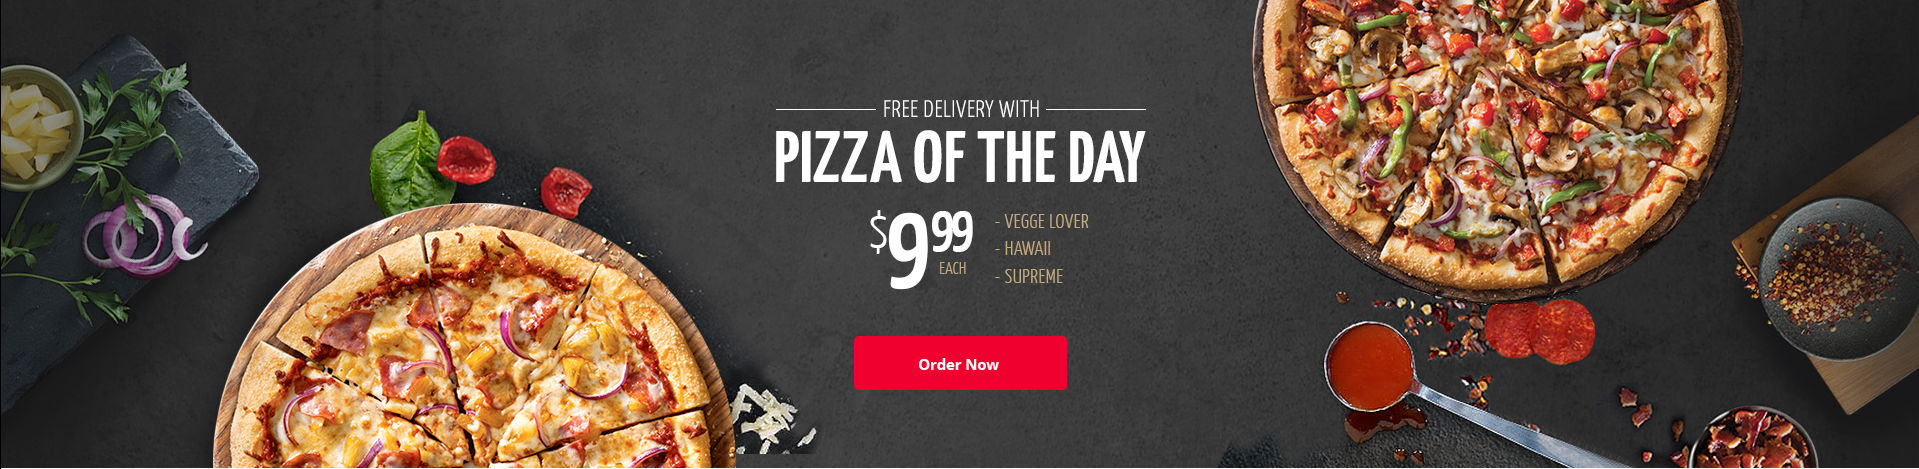 FREE DELIVERY WITH
PIZZA OF THE DAY
$9.99 EACH
- VEGGE LOVER
- HAWAII
- SUPREME
Order Now